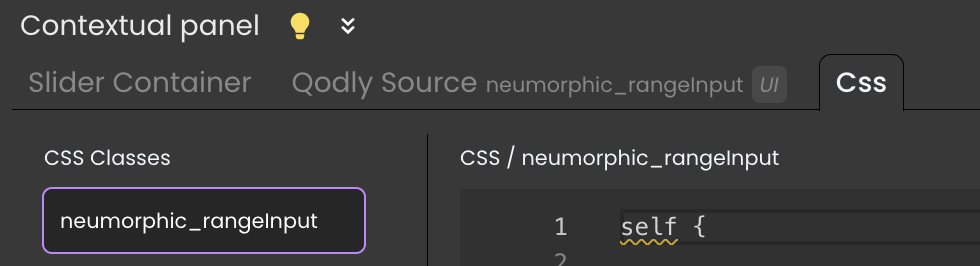 Contextual panel
Slider Container Qodly Source neumorphic_rangeInput UI Css
CSS Classes
neumorphic_rangeInput
CSS / neumorphic_rangeInput
1 self {
2